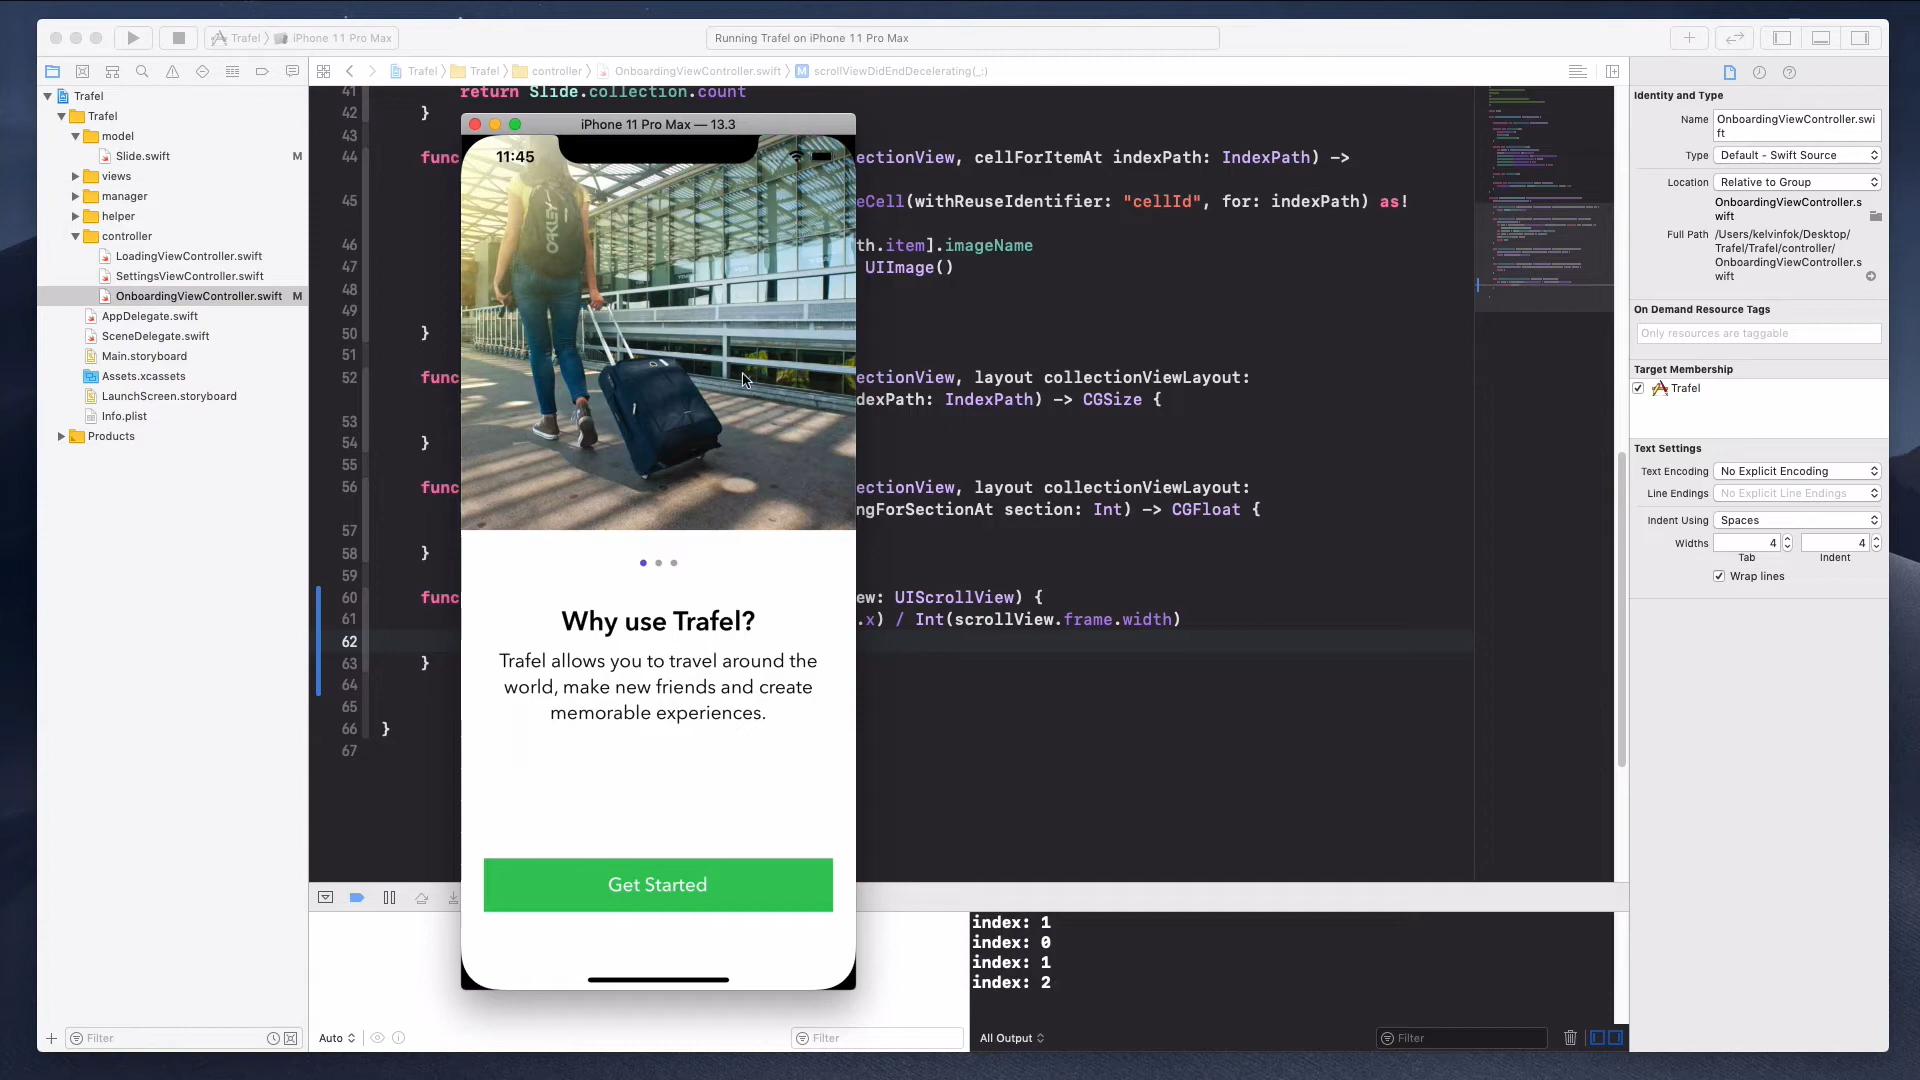 Trafel
iPhone 11 Pro Max
Running Trafel on iPhone 11 Pro Max
Trafel
Trafel
controller
OnboardingViewController.swift
M
scrollViewDidEndDecelerating(_:)
Trafel
Trafel
model
Slide.swift
M
views
manager
helper
controller
LoadingViewController.swift
SettingsViewController.swift
OnboardingViewController.swift
M
AppDelegate.swift
SceneDelegate.swift
Main.storyboard
Assets.xcassets
LaunchScreen.storyboard
Info.plist
Products
Filter
41 return Slide.collection.count
42 }
43
44 func ectionView, cellForItemAt indexPath: IndexPath) ->
45 eCell(withReuseIdentifier: "cellId", for: indexPath) as!
46 th.item].imageName
47 UIImage()
48
49
50 }
51
52 func ectionView, layout collectionViewLayout:
dexPath: IndexPath) -> CGSize {
53
54 }
55
56 func ectionView, layout collectionViewLayout:
ngForSectionAt section: Int) -> CGFloat {
57
58 }
59
60 func ew: UIScrollView) {
61 .x) / Int(scrollView.frame.width)
62
63 }
64
65
66 }
67
iPhone 11 Pro Max — 13.3
11:45
OAKLEY
Why use Trafel?
Trafel allows you to travel around the
world, make new friends and create
memorable experiences.
Get Started
Auto
Filter
index: 1
index: 0
index: 1
index: 2
All Output
Filter
Identity and Type
Name OnboardingViewController.swi
ft
Type Default - Swift Source
Location Relative to Group
OnboardingViewController.s
wift
Full Path /Users/kelvinfok/Desktop/
Trafel/Trafel/controller/
OnboardingViewController.s
wift
On Demand Resource Tags
Only resources are taggable
Target Membership
Trafel
Text Settings
Text Encoding No Explicit Encoding
Line Endings No Explicit Line Endings
Indent Using Spaces
Widths 4 4
Tab Indent
Wrap lines